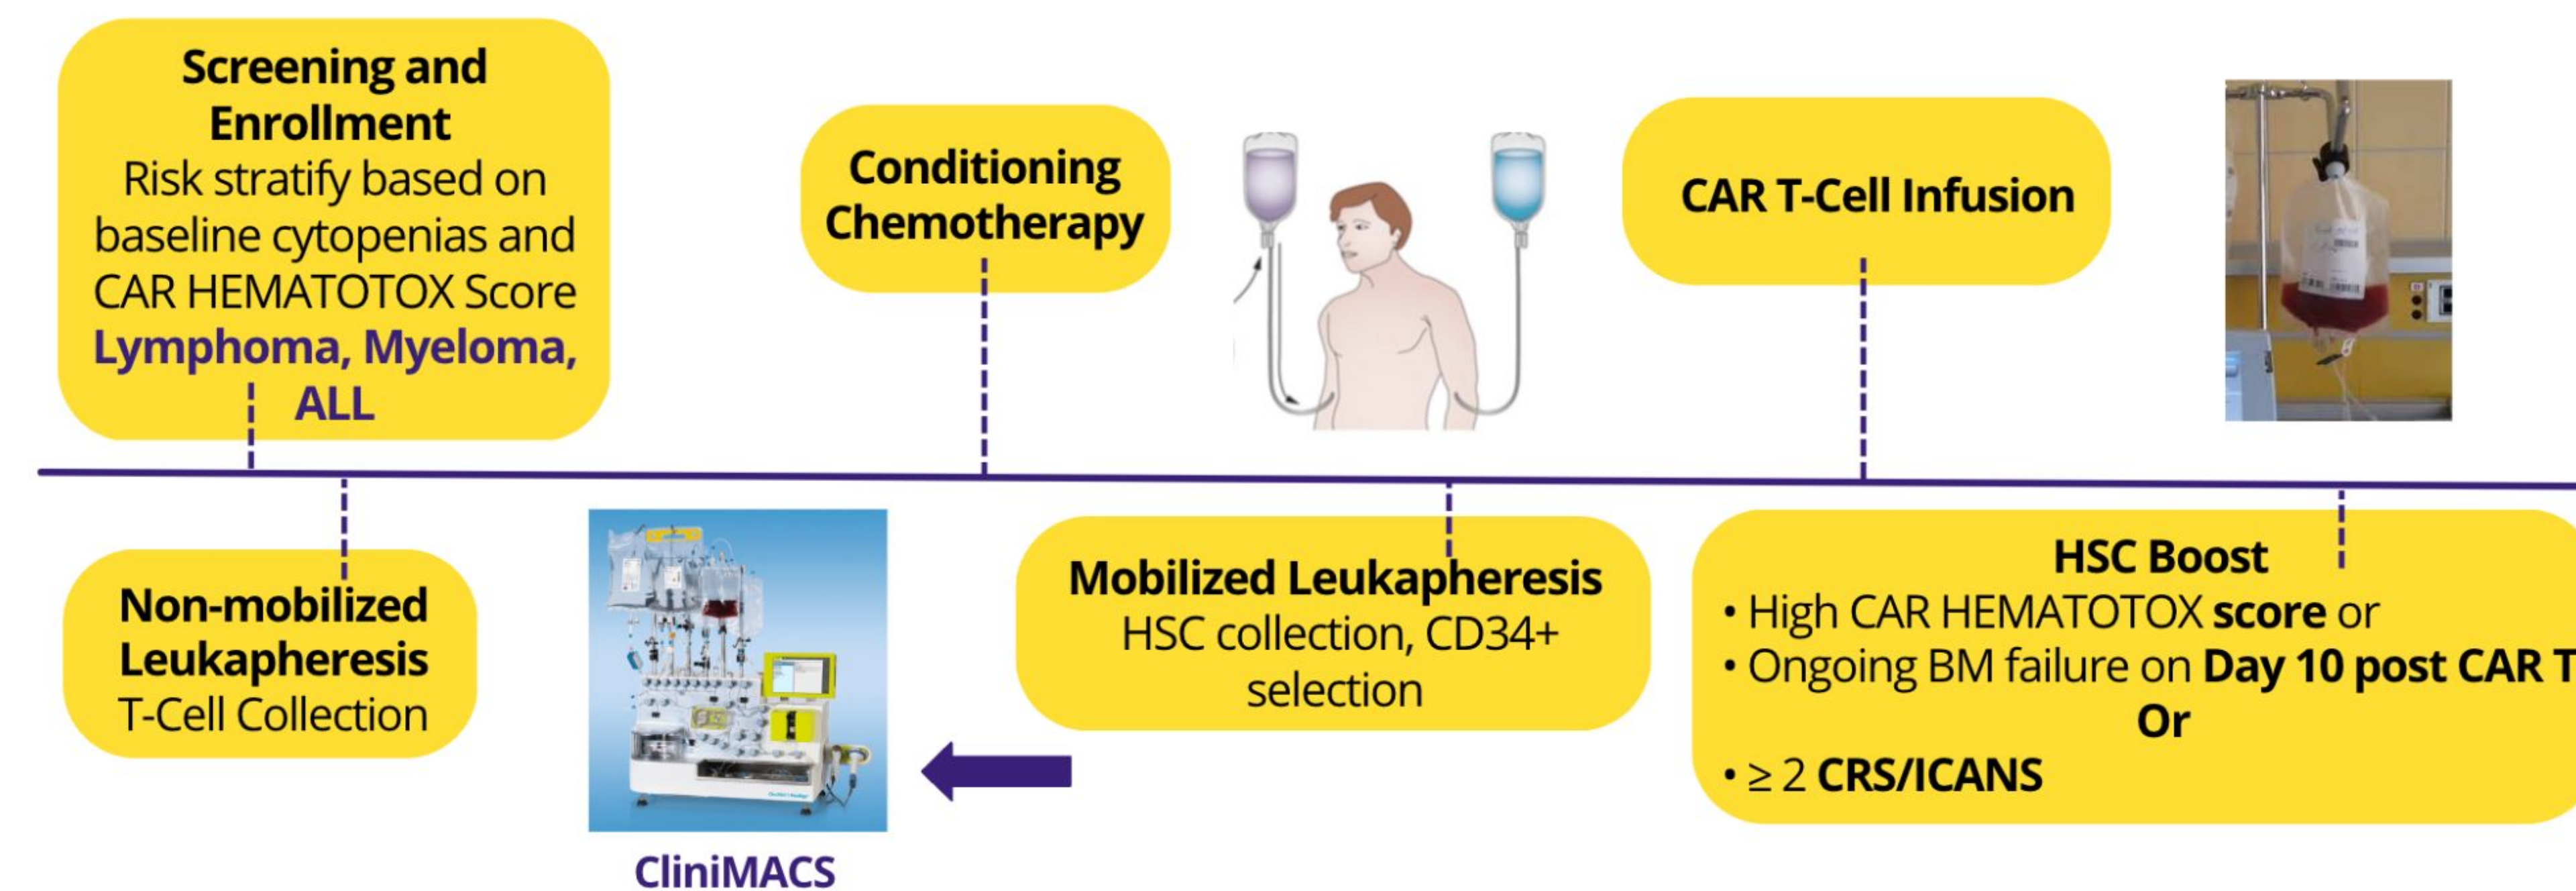 Screening and
Enrollment
Risk stratify based on
baseline cytopenias and
CAR HEMATOTOX Score
Lymphoma, Myeloma,
ALL
Conditioning
Chemotherapy
CAR T-Cell Infusion
Non-mobilized
Leukapheresis
T-Cell Collection
CliniMACS
Mobilized Leukapheresis
HSC collection, CD34+
selection
HSC Boost
• High CAR HEMATOTOX score or
• Ongoing BM failure on Day 10 post CAR T
Or
• ≥ 2 CRS/ICANS